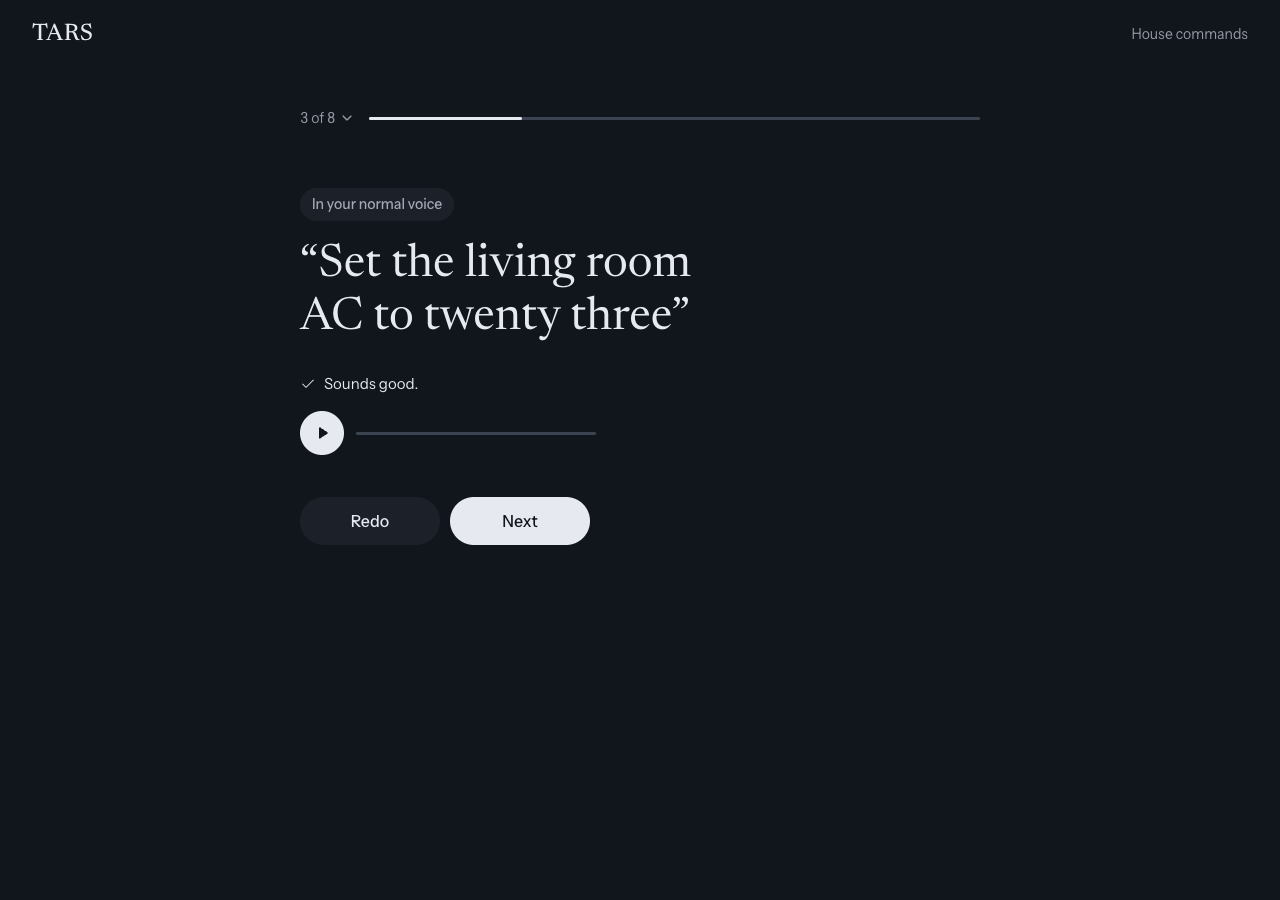 TARS
House commands
3 of 8
In your normal voice
“Set the living room
AC to twenty three”
Sounds good.
Redo
Next